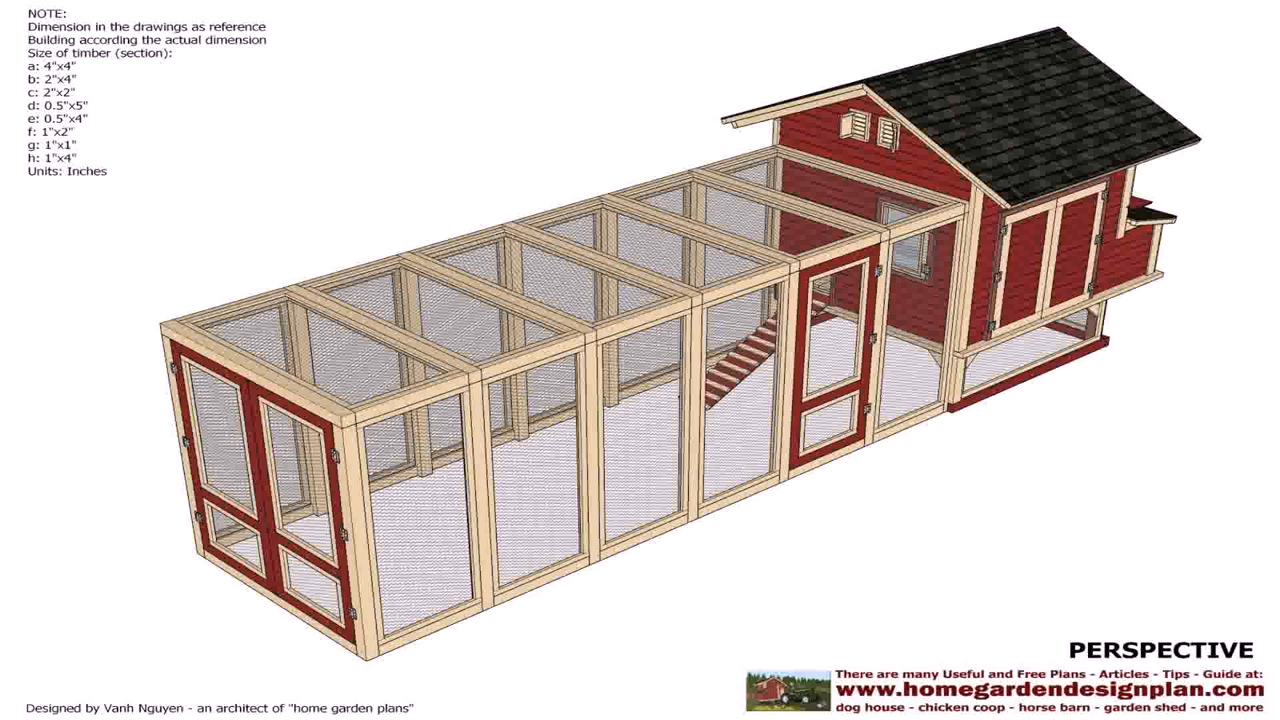 NOTE:
Dimension in the drawings as reference
Building according the actual dimension
Size of timber (section):
a: 4"x4"
b: 2"x4"
c: 2"x2"
d: 0.5"x5"
e: 0.5"x4"
f: 1"x2"
g: 1"x1"
h: 1"x4"
Units: Inches
PERSPECTIVE
There are many Useful and Free Plans - Articles - Tips - Guide at:
www.homegardendesignplan.com
dog house - chicken coop - horse barn - garden shed - and more
Designed by Vanh Nguyen - an architect of "home garden plans"